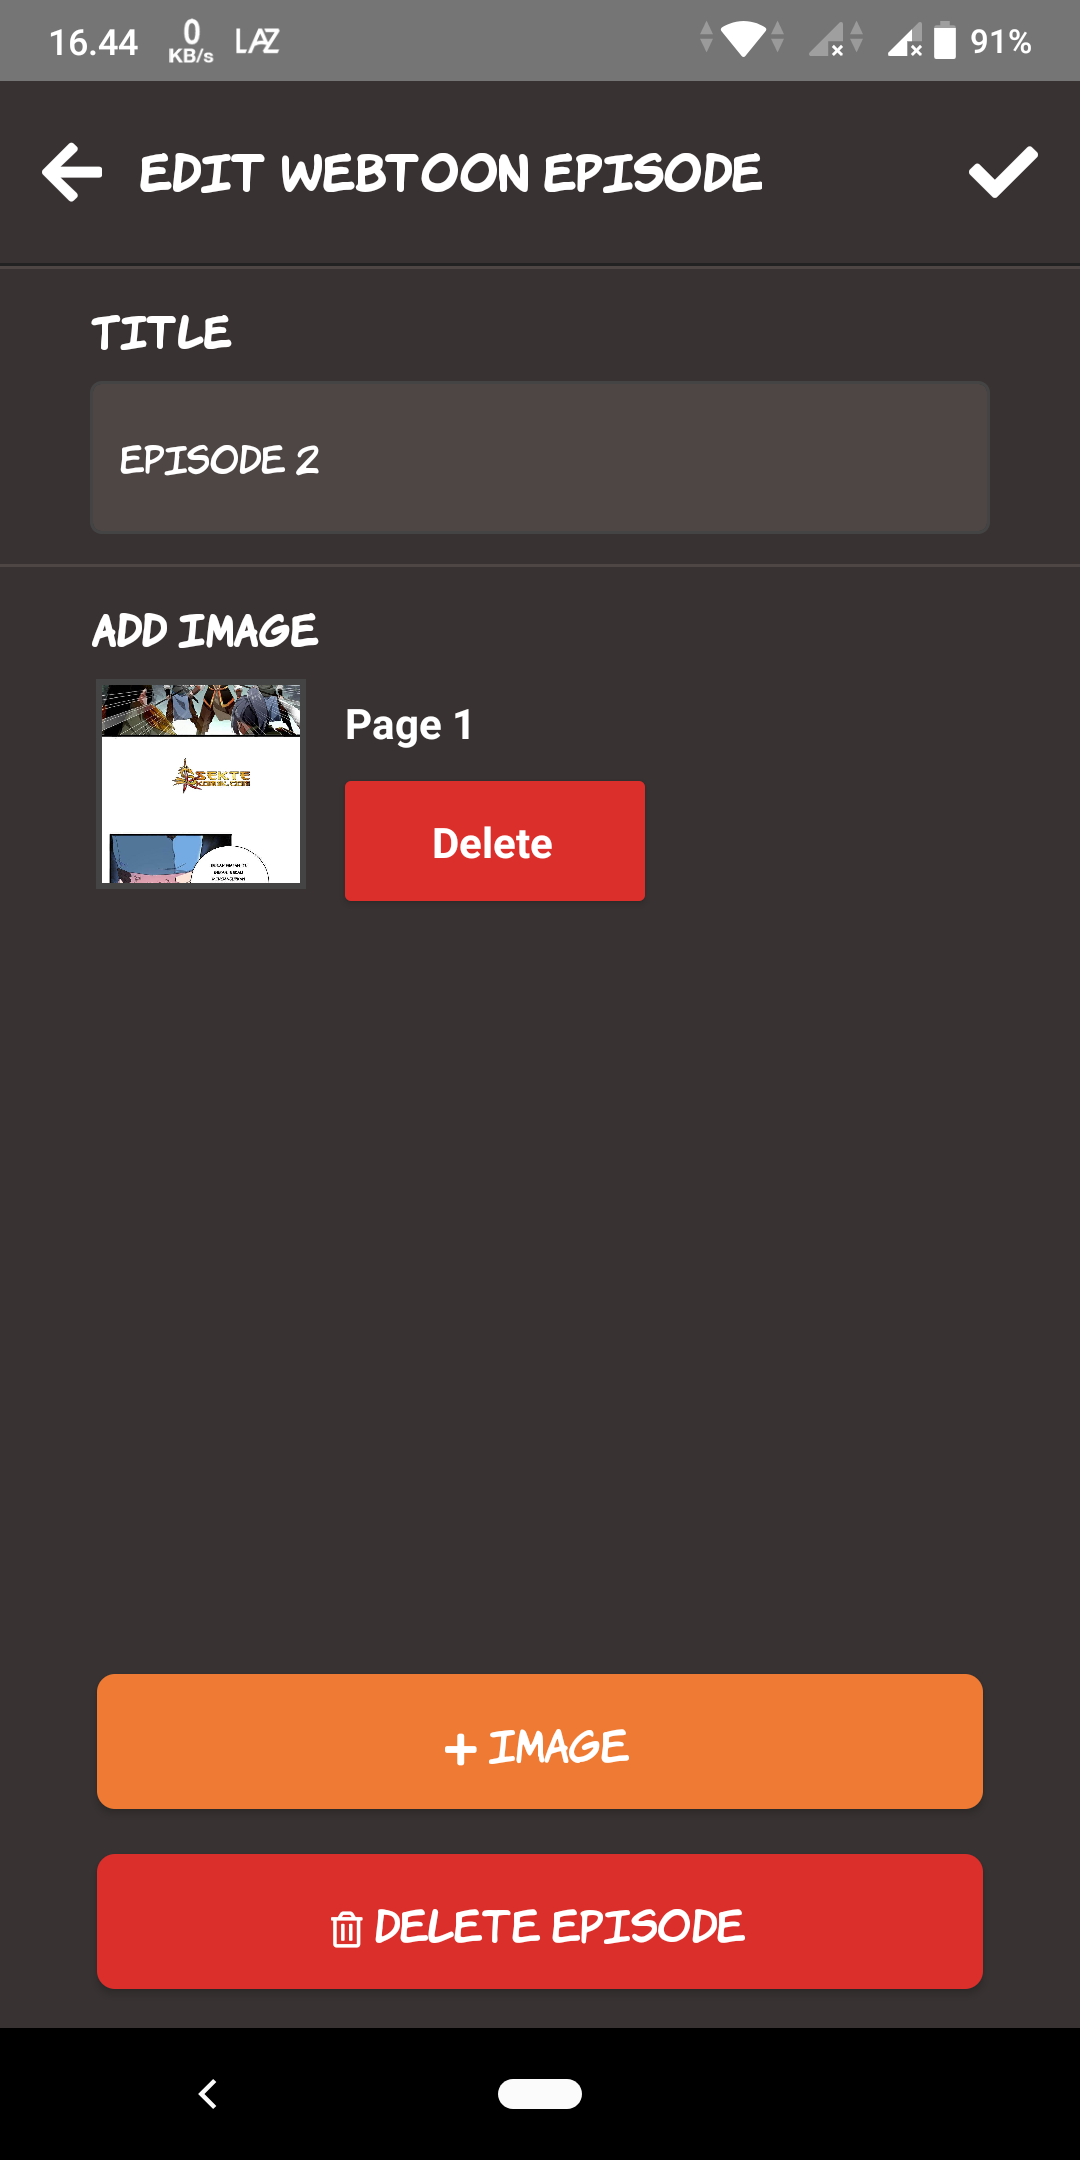 16.44
0
KB/s
LAZ
91%
EDIT WEBTOON EPISODE
TITLE
EPISODE 2
ADD IMAGE
SEKTE
Page 1
Delete
+ IMAGE
DELETE EPISODE